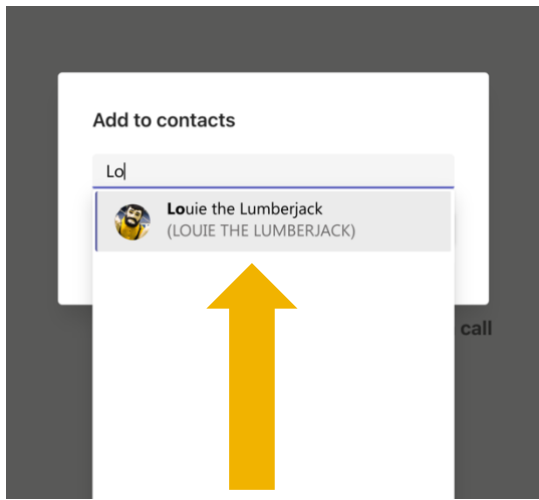 Add to contacts
Lo
Louie the Lumberjack
(LOUIE THE LUMBERJACK)
call